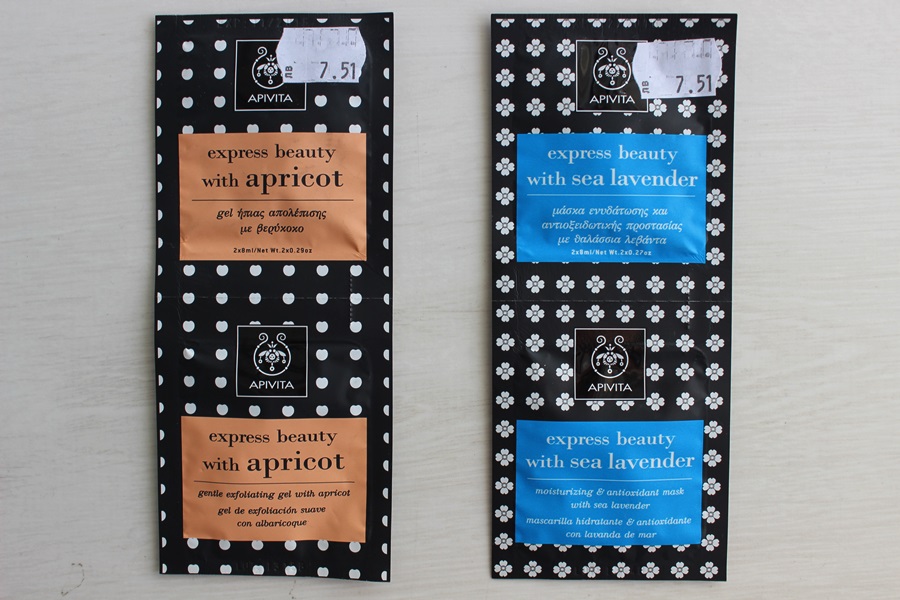 лв 7.51
APIVITA
express beauty
with apricot
gel ήπιας απολέπισης
με βερύκοκο
2x8ml/Net Wt.2x0.29oz
APIVITA
express beauty
with apricot
gentle exfoliating gel with apricot
gel de exfoliación suave
con albaricoque
лв 7.51
APIVITA
express beauty
with sea lavender
μάσκα ενυδάτωσης και
αντιοξειδωτικής προστασίας
με θαλάσσια λεβάντα
2x8ml/Net Wt.2x0.27oz
APIVITA
express beauty
with sea lavender
moisturizing & antioxidant mask
with sea lavender
mascarilla hidratante & antioxidante
con lavanda de mar